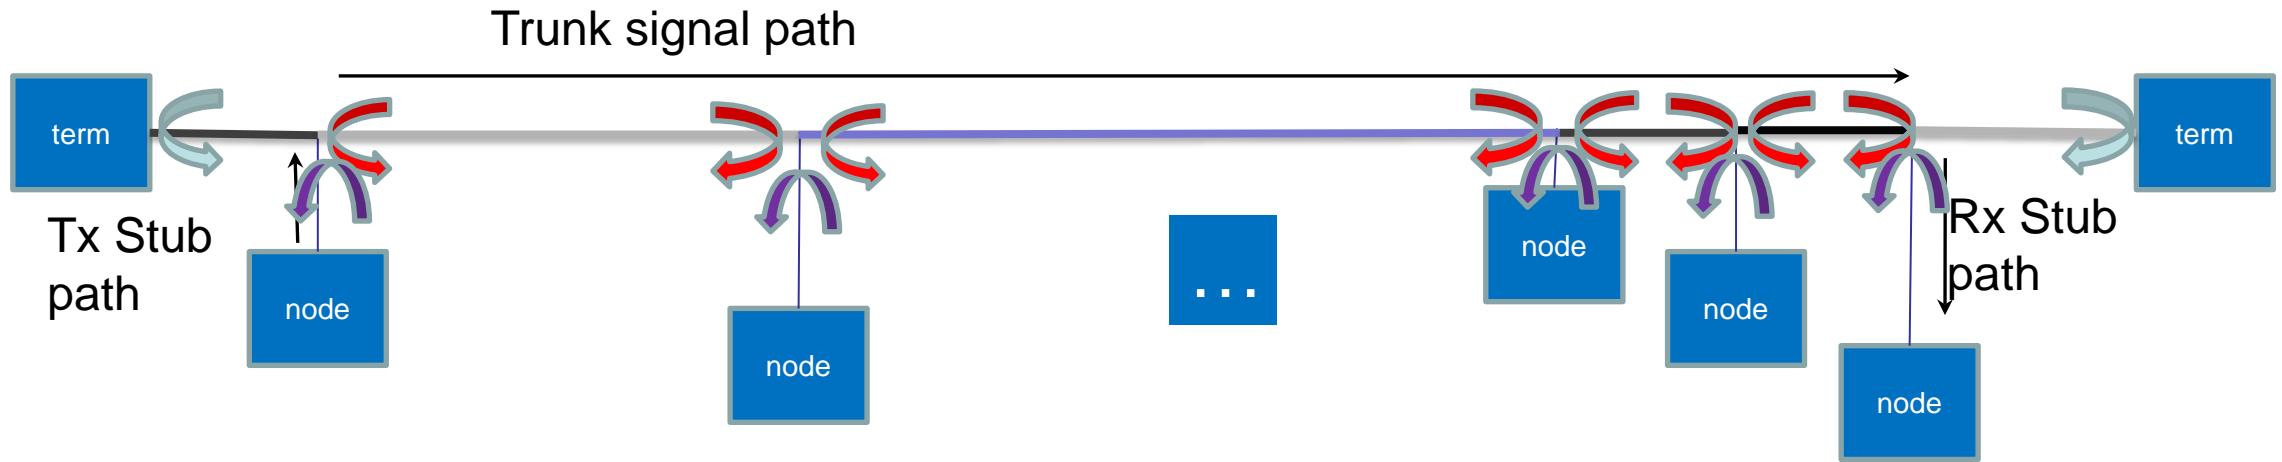 Trunk signal path
term
term
Tx Stub
path
Rx Stub
path
node
node
...
node
node
node